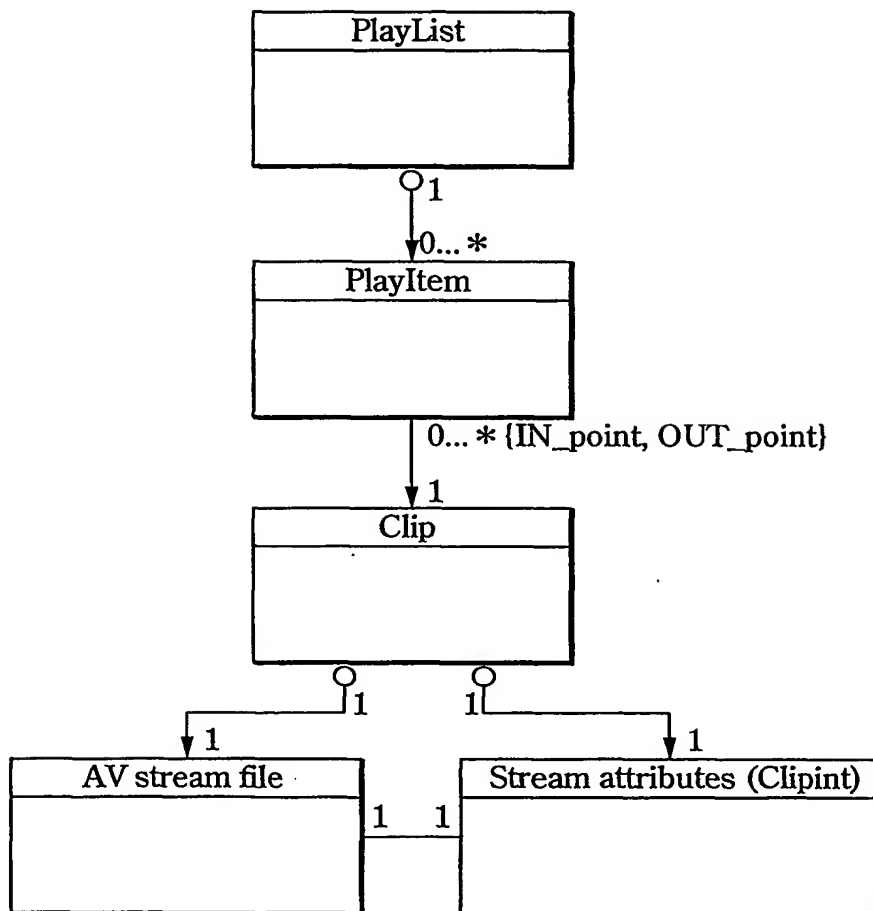 PlayList
1
0... *
PlayItem
0... * {IN_point, OUT_point}
1
Clip
1 1
1 1
AV stream file Stream attributes (Clipint)
1 1